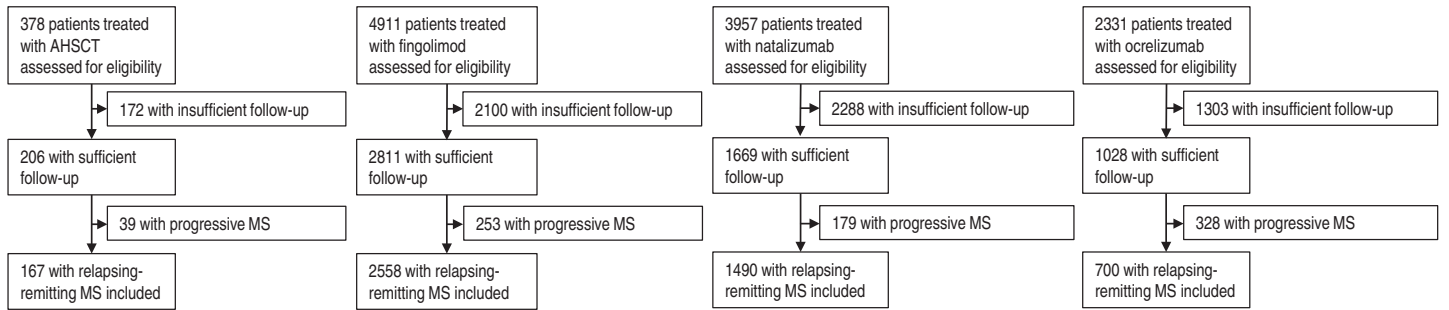 378 patients treated
with AHSCT
assessed for eligibility
172 with insufficient follow-up
206 with sufficient
follow-up
39 with progressive MS
167 with relapsing-
remitting MS included
4911 patients treated
with fingolimod
assessed for eligibility
2100 with insufficient follow-up
2811 with sufficient
follow-up
253 with progressive MS
2558 with relapsing-
remitting MS included
3957 patients treated
with natalizumab
assessed for eligibility
2288 with insufficient follow-up
1669 with sufficient
follow-up
179 with progressive MS
1490 with relapsing-
remitting MS included
2331 patients treated
with ocrelizumab
assessed for eligibility
1303 with insufficient follow-up
1028 with sufficient
follow-up
328 with progressive MS
700 with relapsing-
remitting MS included